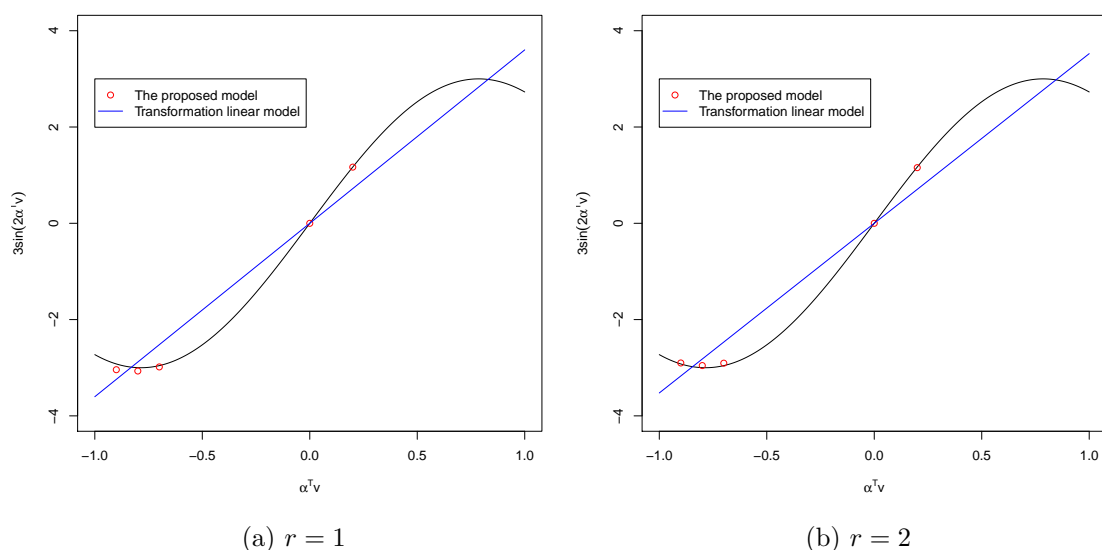 4
2
0
−2
−4
3sin(2αᵀv)
The proposed model
Transformation linear model
−1.0 −0.5 0.0 0.5 1.0
αᵀv
(a) r = 1
4
2
0
−2
−4
3sin(2αᵀv)
The proposed model
Transformation linear model
−1.0 −0.5 0.0 0.5 1.0
αᵀv
(b) r = 2